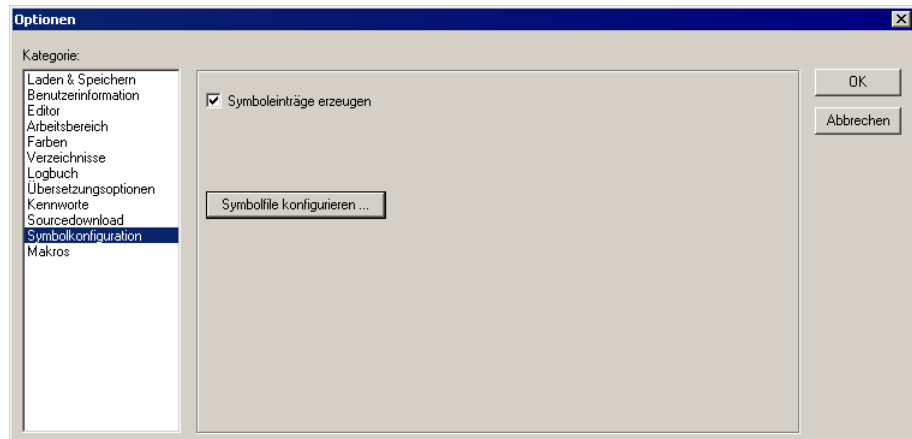 Optionen
Kategorie:
Laden & Speichern
Benutzerinformation
Editor
Arbeitsbereich
Farben
Verzeichnisse
Logbuch
Übersetzungsoptionen
Kennworte
Sourcedownload
Symbolkonfiguration
Makros
Symboleinträge erzeugen
Symbolfile konfigurieren ...
OK
Abbrechen